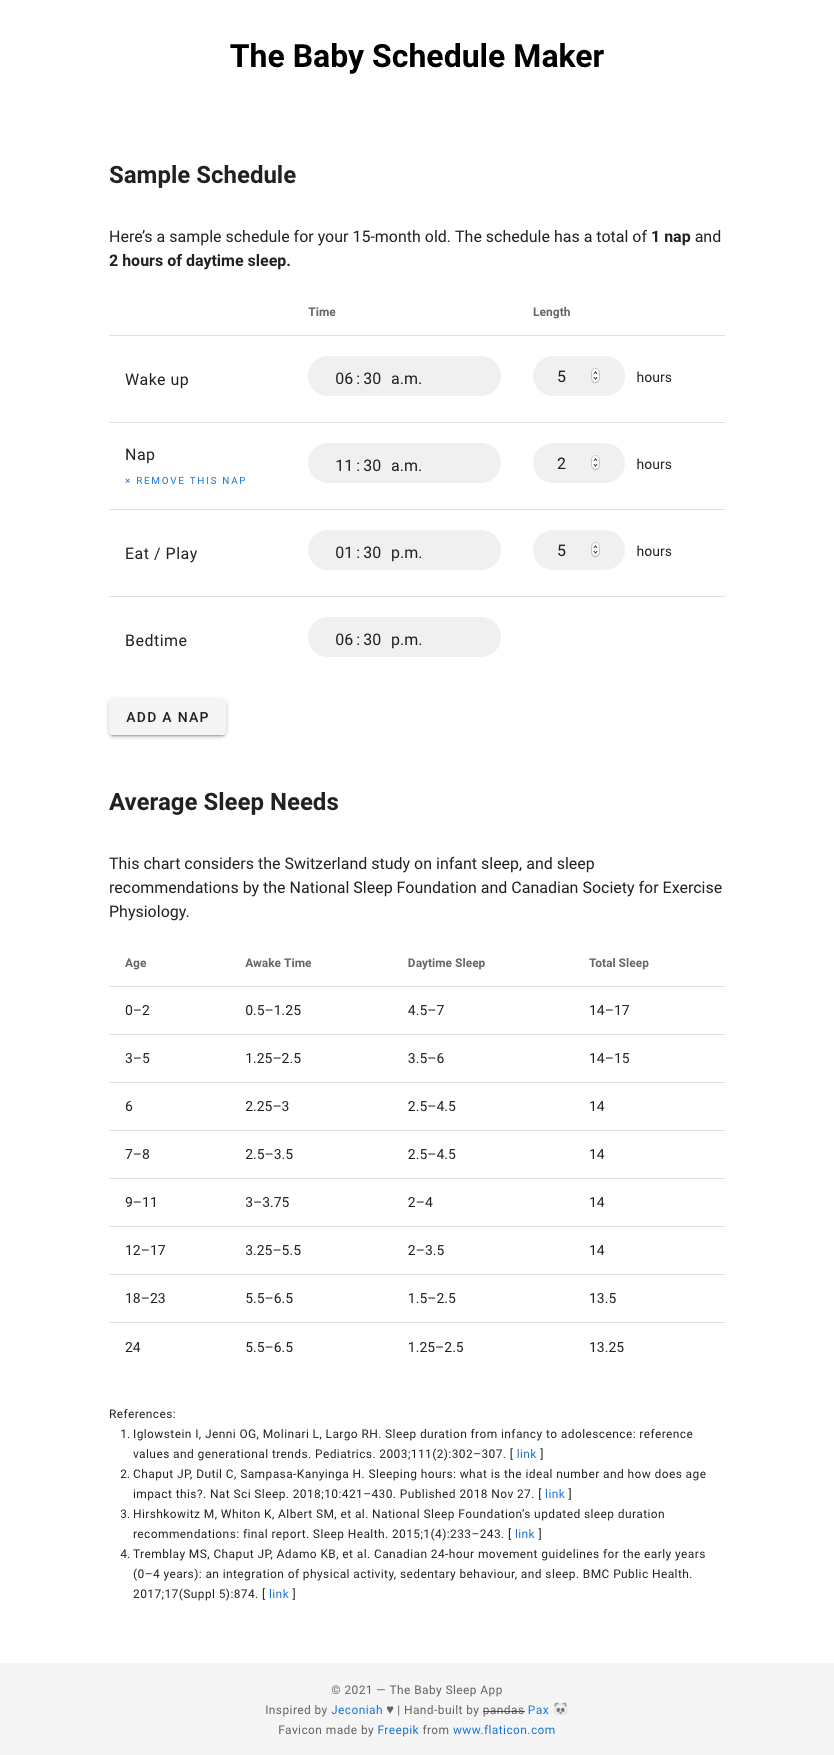 The Baby Schedule Maker
Sample Schedule
Here’s a sample schedule for your 15-month old. The schedule has a total of 1 nap and
2 hours of daytime sleep.
Time Length
Wake up 06:30 a.m. 5 hours
Nap 11:30 a.m. 2 hours
× REMOVE THIS NAP
Eat / Play 01:30 p.m. 5 hours
Bedtime 06:30 p.m.
ADD A NAP
Average Sleep Needs
This chart considers the Switzerland study on infant sleep, and sleep
recommendations by the National Sleep Foundation and Canadian Society for Exercise
Physiology.
Age Awake Time Daytime Sleep Total Sleep
0–2 0.5–1.25 4.5–7 14–17
3–5 1.25–2.5 3.5–6 14–15
6 2.25–3 2.5–4.5 14
7–8 2.5–3.5 2.5–4.5 14
9–11 3–3.75 2–4 14
12–17 3.25–5.5 2–3.5 14
18–23 5.5–6.5 1.5–2.5 13.5
24 5.5–6.5 1.25–2.5 13.25
References:
1. Iglowstein I, Jenni OG, Molinari L, Largo RH. Sleep duration from infancy to adolescence: reference
values and generational trends. Pediatrics. 2003;111(2):302–307. [ link ]
2. Chaput JP, Dutil C, Sampasa-Kanyinga H. Sleeping hours: what is the ideal number and how does age
impact this?. Nat Sci Sleep. 2018;10:421–430. Published 2018 Nov 27. [ link ]
3. Hirshkowitz M, Whiton K, Albert SM, et al. National Sleep Foundation’s updated sleep duration
recommendations: final report. Sleep Health. 2015;1(4):233–243. [ link ]
4. Tremblay MS, Chaput JP, Adamo KB, et al. Canadian 24-hour movement guidelines for the early years
(0–4 years): an integration of physical activity, sedentary behaviour, and sleep. BMC Public Health.
2017;17(Suppl 5):874. [ link ]
© 2021 — The Baby Sleep App
Inspired by Jeconiah ♥ | Hand-built by pandas Pax 🐼
Favicon made by Freepik from www.flaticon.com